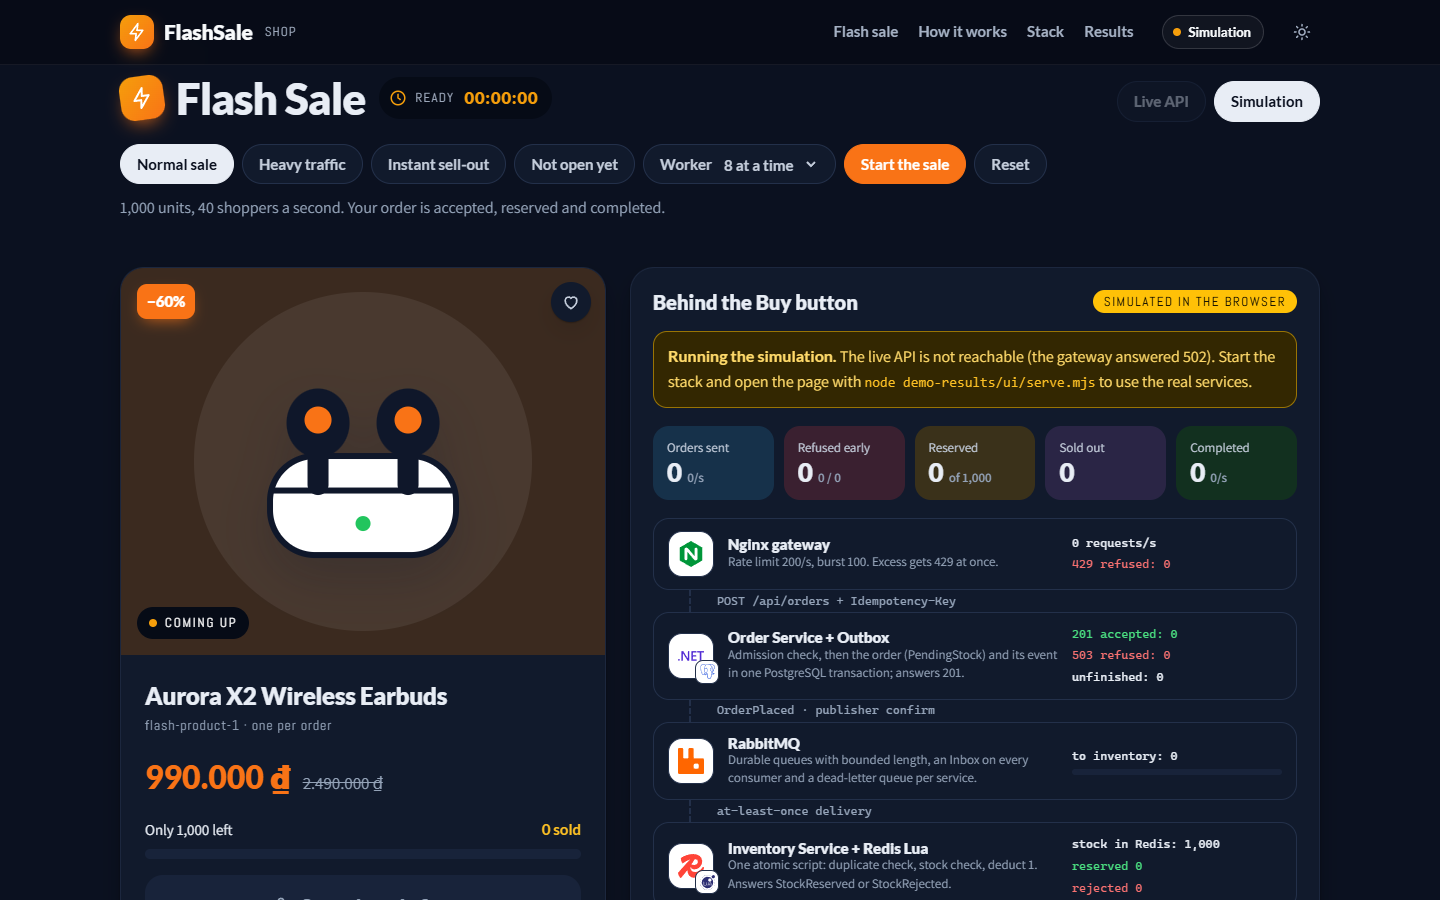 FlashSale SHOP
Flash sale How it works Stack Results Simulation
Flash Sale READY 00:00:00
Live API Simulation
Normal sale Heavy traffic Instant sell-out Not open yet Worker 8 at a time Start the sale Reset
1,000 units, 40 shoppers a second. Your order is accepted, reserved and completed.
−60%
COMING UP
Aurora X2 Wireless Earbuds
flash-product-1 · one per order
990.000 ₫ 2.490.000 ₫
Only 1,000 left 0 sold
Behind the Buy button SIMULATED IN THE BROWSER
Running the simulation. The live API is not reachable (the gateway answered 502). Start the
stack and open the page with node demo-results/ui/serve.mjs to use the real services.
Orders sent
0 0/s
Refused early
0 0 / 0
Reserved
0 of 1,000
Sold out
0
Completed
0 0/s
Nginx gateway
Rate limit 200/s, burst 100. Excess gets 429 at once.
0 requests/s
429 refused: 0
POST /api/orders + Idempotency-Key
.NET
Order Service + Outbox
Admission check, then the order (PendingStock) and its event
in one PostgreSQL transaction; answers 201.
201 accepted: 0
503 refused: 0
unfinished: 0
OrderPlaced · publisher confirm
RabbitMQ
Durable queues with bounded length, an Inbox on every
consumer and a dead-letter queue per service.
to inventory: 0
at-least-once delivery
Inventory Service + Redis Lua
One atomic script: duplicate check, stock check, deduct 1.
Answers StockReserved or StockRejected.
stock in Redis: 1,000
reserved 0
rejected 0